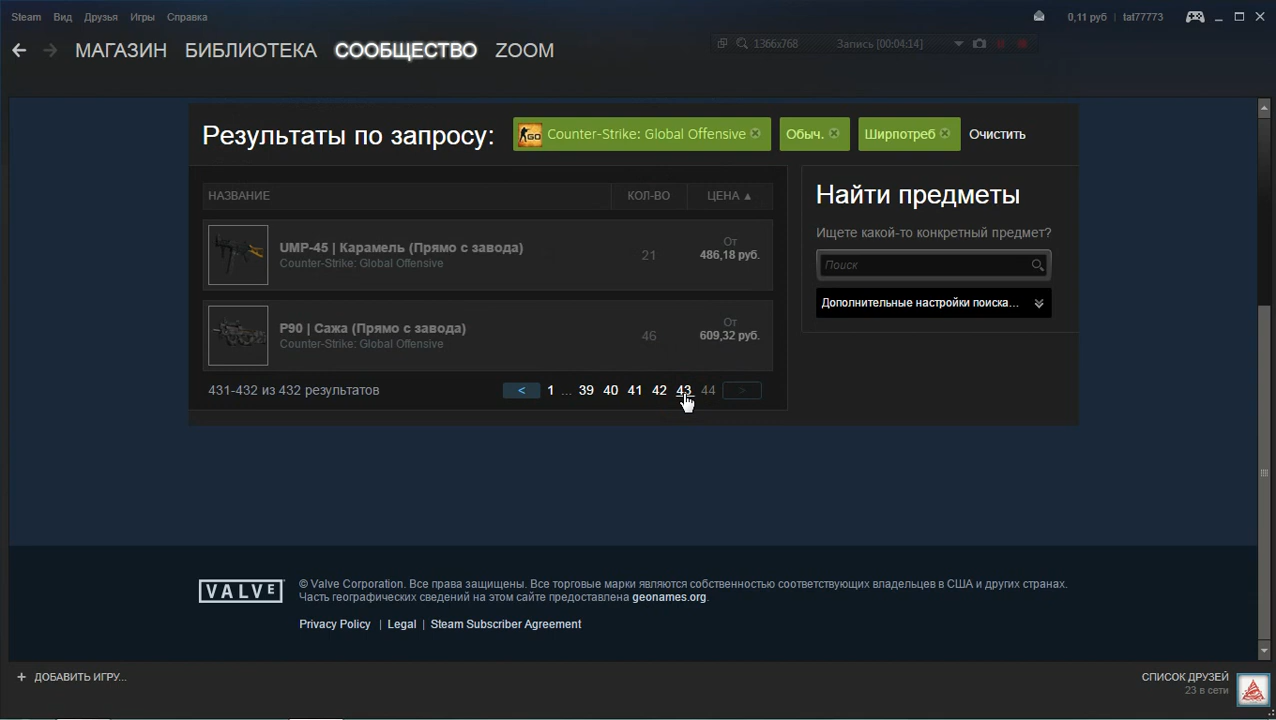 Steam Вид Друзья Игры Справка
0,11 руб tat77773
МАГАЗИН БИБЛИОТЕКА СООБЩЕСТВО ZOOM
1366x768 Запись [00:04:14]
Результаты по запросу: Counter-Strike: Global Offensive Обыч. Ширпотреб Очистить
НАЗВАНИЕ КОЛ-ВО ЦЕНА ▲
UMP-45 | Карамель (Прямо с завода)
Counter-Strike: Global Offensive
21
От
486,18 руб.
P90 | Сажа (Прямо с завода)
Counter-Strike: Global Offensive
46
От
609,32 руб.
431-432 из 432 результатов
< 1 ... 39 40 41 42 43 44 >
Найти предметы
Ищете какой-то конкретный предмет?
Поиск
Дополнительные настройки поиска...
VALVE
© Valve Corporation. Все права защищены. Все торговые марки являются собственностью соответствующих владельцев в США и других странах.
Часть географических сведений на этом сайте предоставлена geonames.org.
Privacy Policy | Legal | Steam Subscriber Agreement
+ ДОБАВИТЬ ИГРУ...
СПИСОК ДРУЗЕЙ
23 в сети